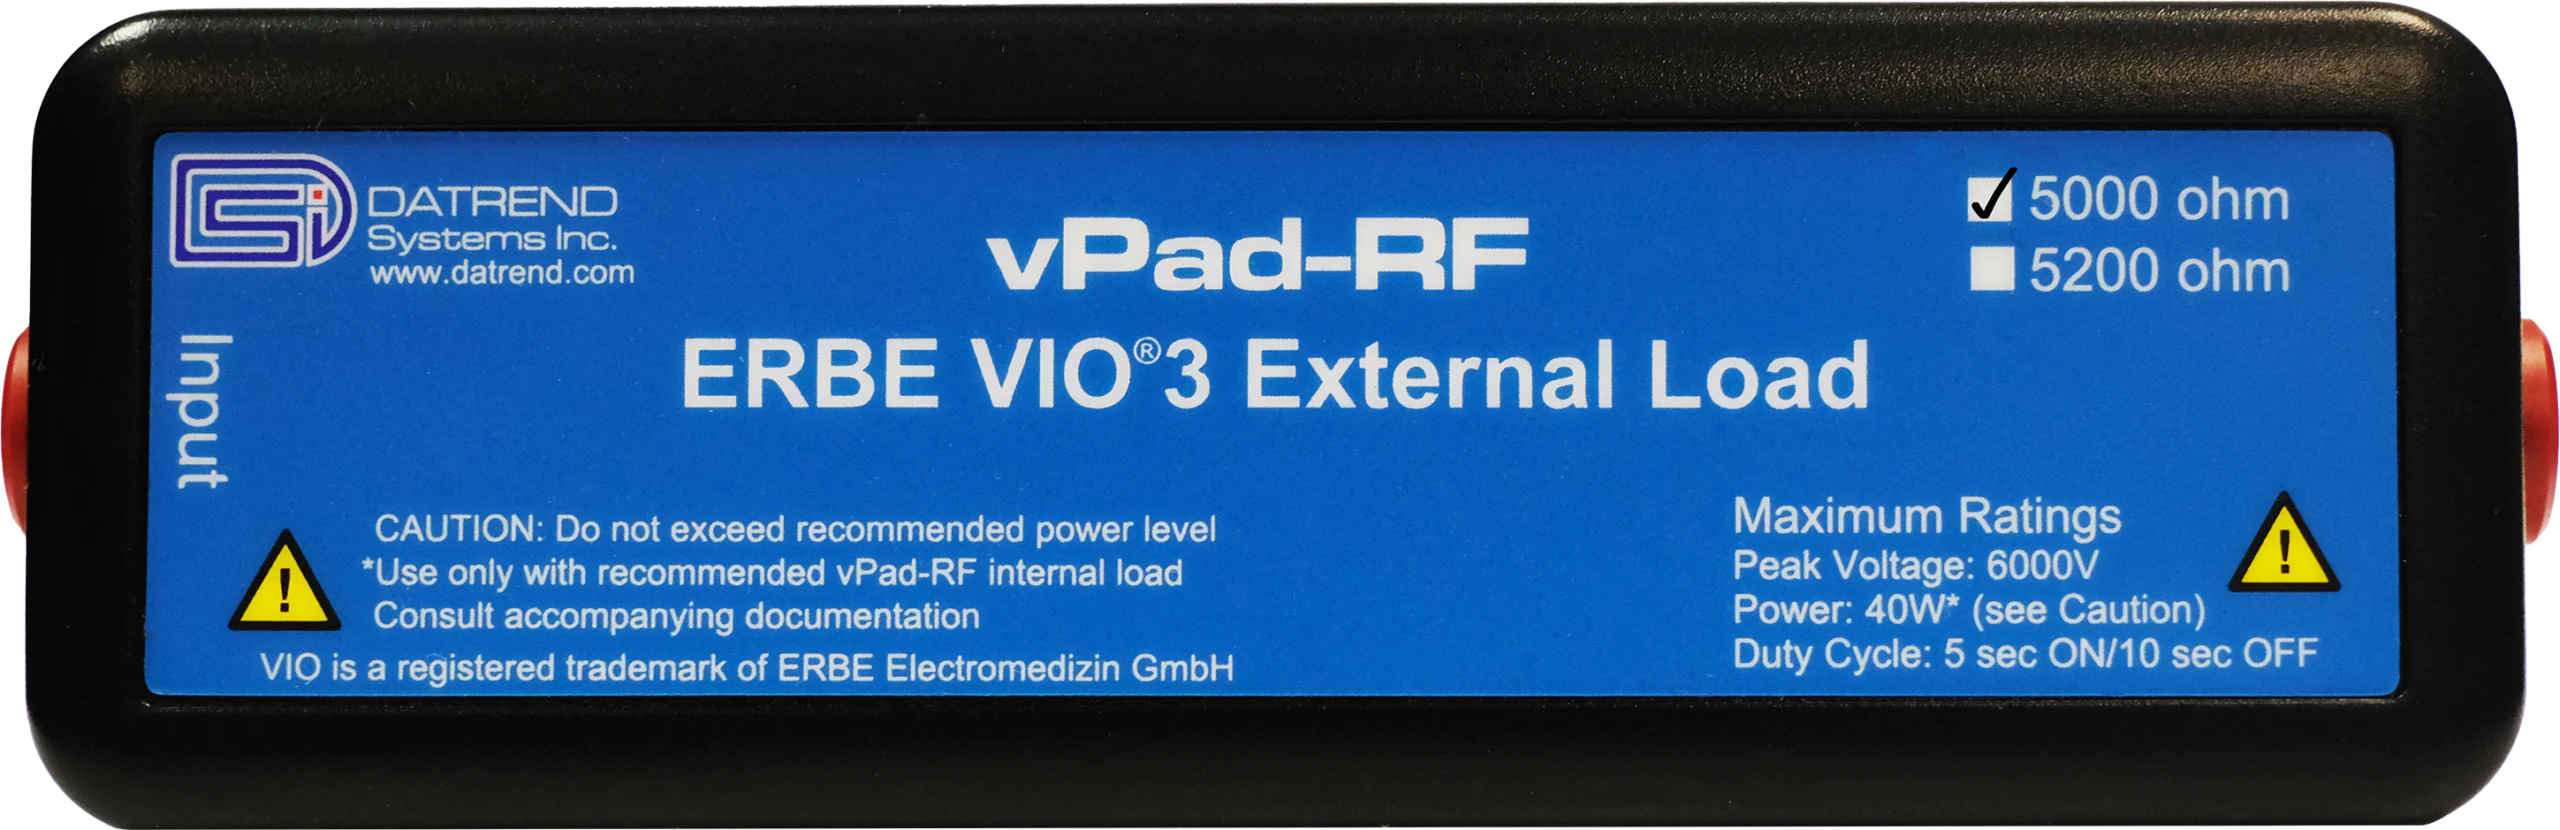 DATREND
Systems Inc.
www.datrend.com
vPad-RF
ERBE VIO®3 External Load
5000 ohm
5200 ohm
Input
CAUTION: Do not exceed recommended power level
*Use only with recommended vPad-RF internal load
Consult accompanying documentation
VIO is a registered trademark of ERBE Electromedizin GmbH
Maximum Ratings
Peak Voltage: 6000V
Power: 40W* (see Caution)
Duty Cycle: 5 sec ON/10 sec OFF